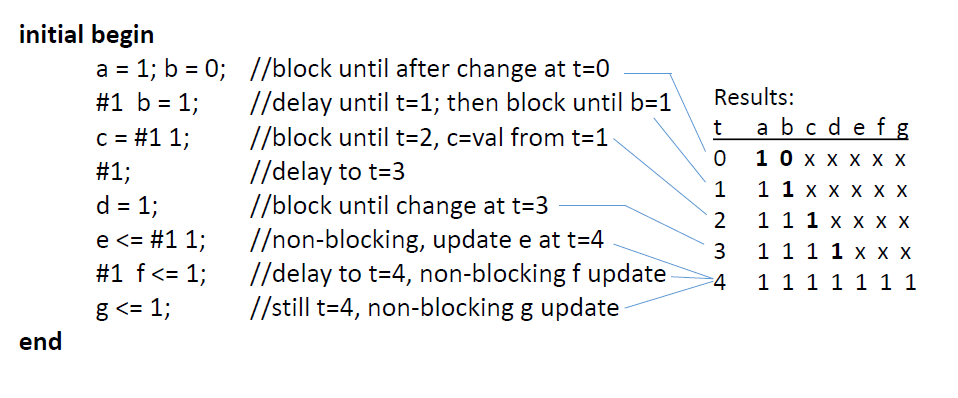 initial begin
a = 1; b = 0; //block until after change at t=0
#1 b = 1; //delay until t=1; then block until b=1
Results:
c = #1 1; //block until t=2, c=val from t=1
t a b c d e f g
#1; //delay to t=3
0 1 0 x x x x x
d = 1; //block until change at t=3
1 1 1 x x x x x
2 1 1 1 x x x x
e <= #1 1; //non-blocking, update e at t=4
3 1 1 1 1 x x x
#1 f <= 1; //delay to t=4, non-blocking f update
4 1 1 1 1 1 1 1
g <= 1; //still t=4, non-blocking g update
end